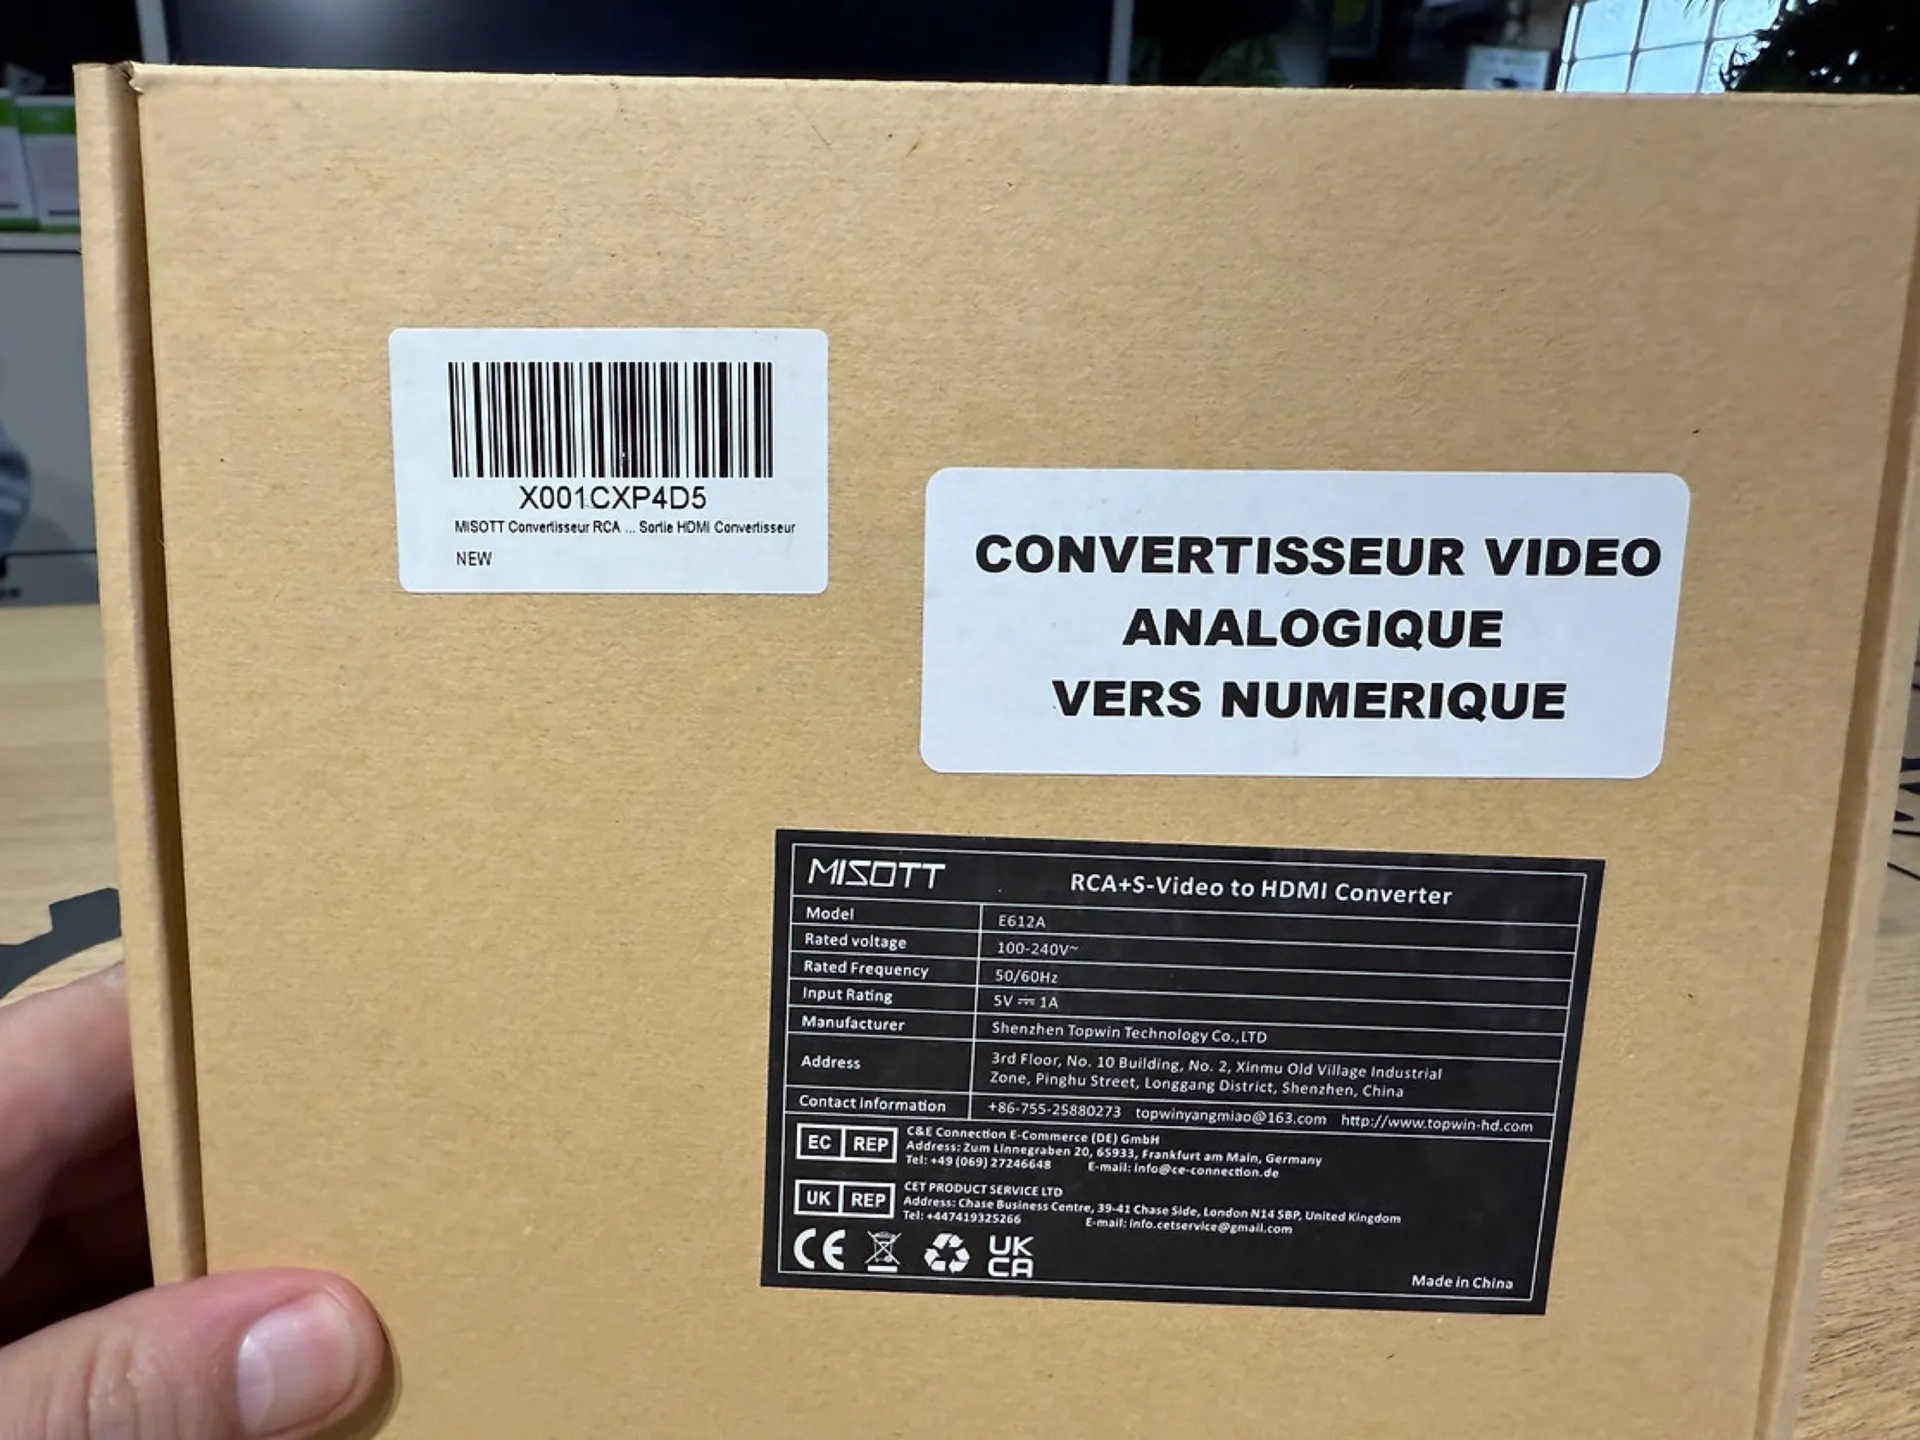 X001CXP4D5
MISOTT Convertisseur RCA ... Sortie HDMI Convertisseur
NEW
CONVERTISSEUR VIDEO
ANALOGIQUE
VERS NUMERIQUE
MISOTT RCA+S-Video to HDMI Converter
Model E612A
Rated voltage 100-240V~
Rated Frequency 50/60Hz
Input Rating 5V ⎓ 1A
Manufacturer Shenzhen Topwin Technology Co.,LTD
Address 3rd Floor, No. 10 Building, No. 2, Xinmu Old Village Industrial
Zone, Pinghu Street, Longgang District, Shenzhen, China
Contact information +86-755-25880273 topwinyangmiao@163.com http://www.topwin-hd.com
EC REP
C&E Connection E-Commerce (DE) GmbH
Address: Zum Linnegraben 20, 65933, Frankfurt am Main, Germany
Tel: +49 (069) 27246648 E-mail: info@ce-connection.de
UK REP
CET PRODUCT SERVICE LTD
Address: Chase Business Centre, 39-41 Chase Side, London N14 5BP, United Kingdom
Tel: +447419325266 E-mail: info.cetservice@gmail.com
CE UK
CA
Made in China